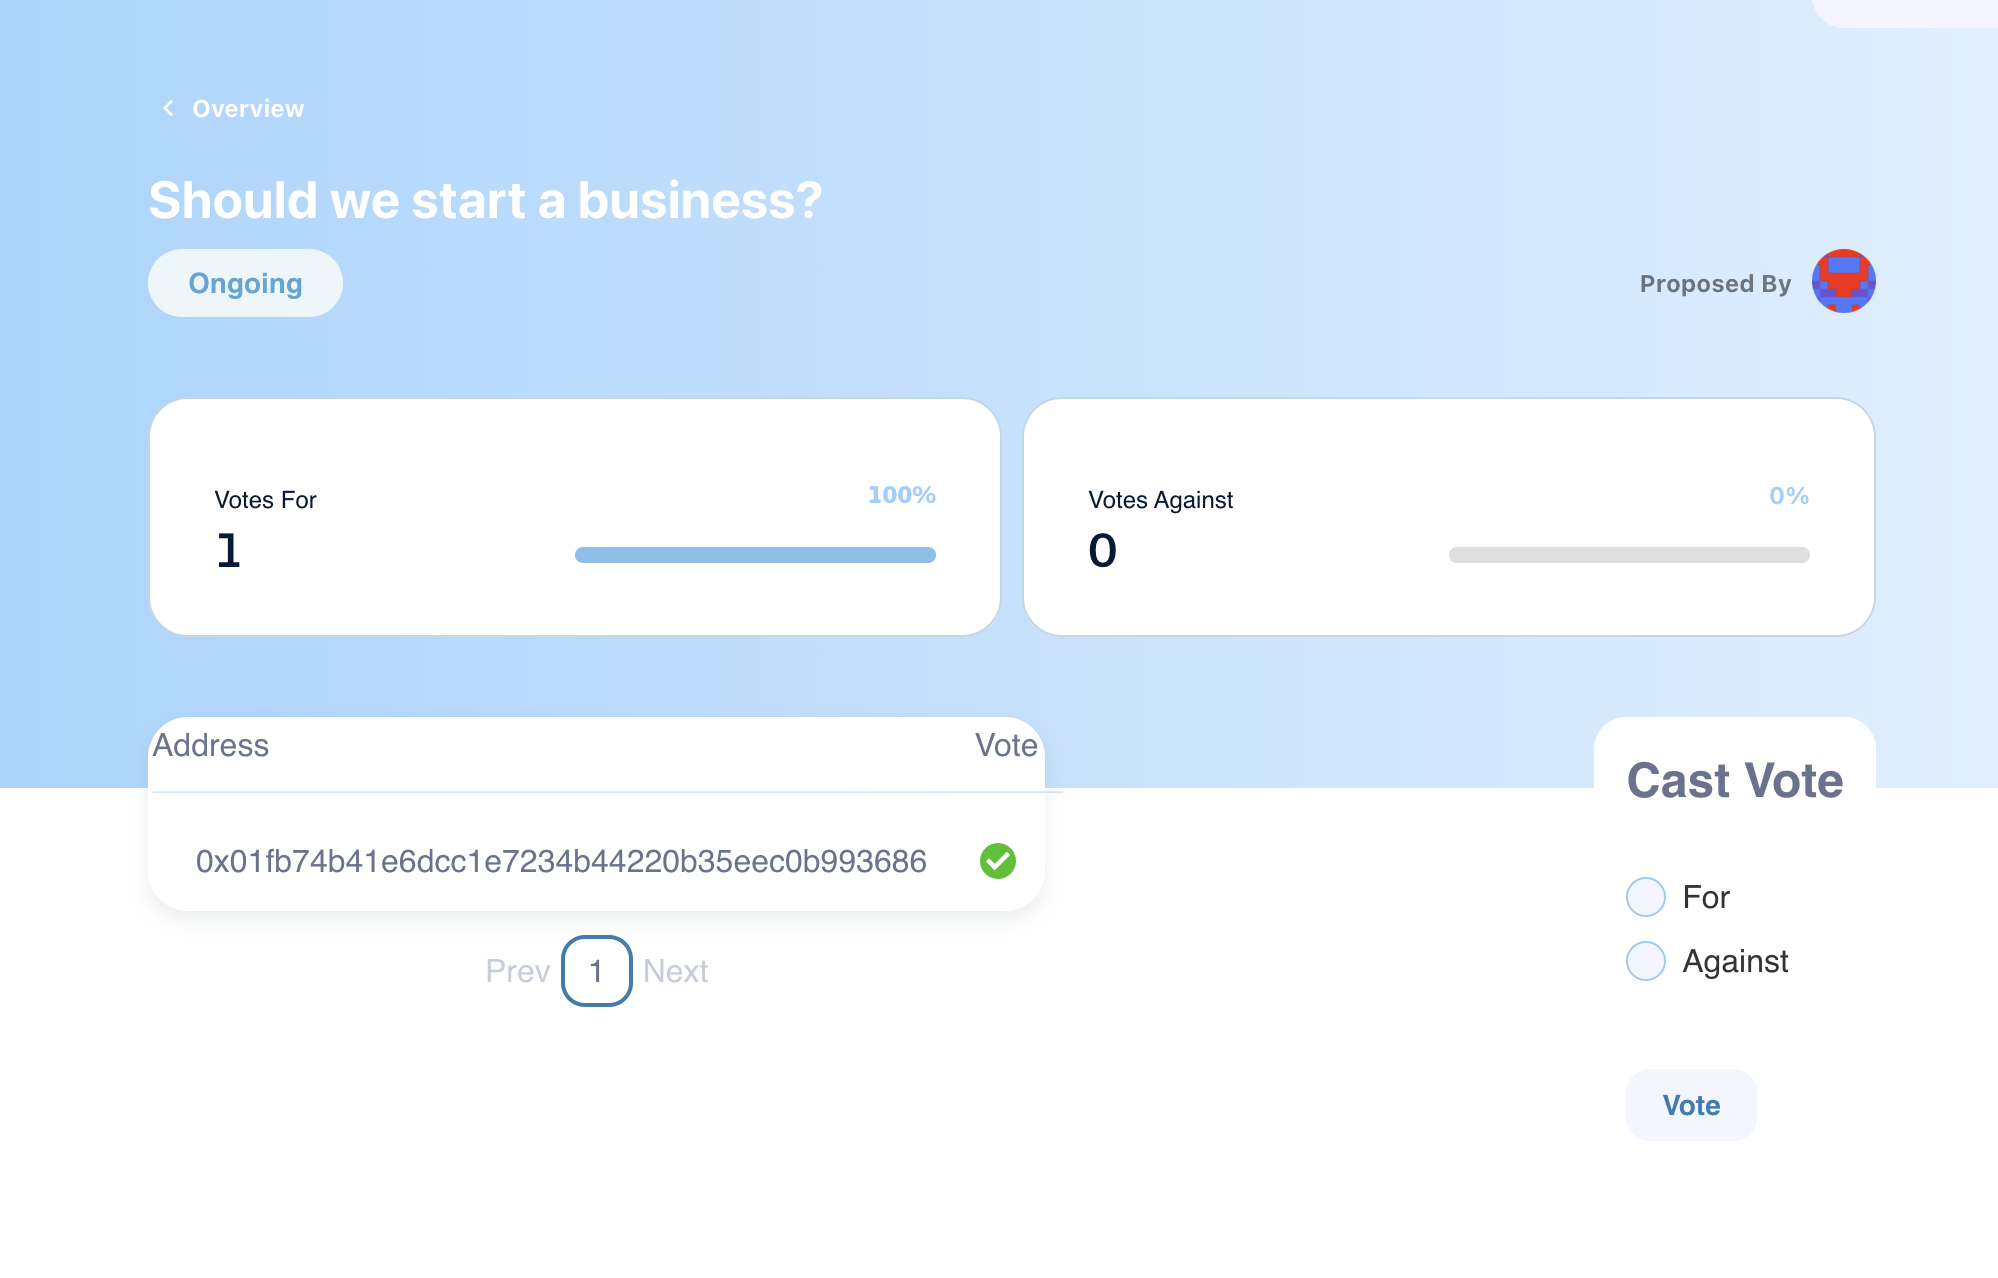 Overview
Should we start a business?
Ongoing
Proposed By
Votes For
100%
1
Votes Against
0%
0
Address Vote
0x01fb74b41e6dcc1e7234b44220b35eec0b993686
Prev 1 Next
Cast Vote
For
Against
Vote